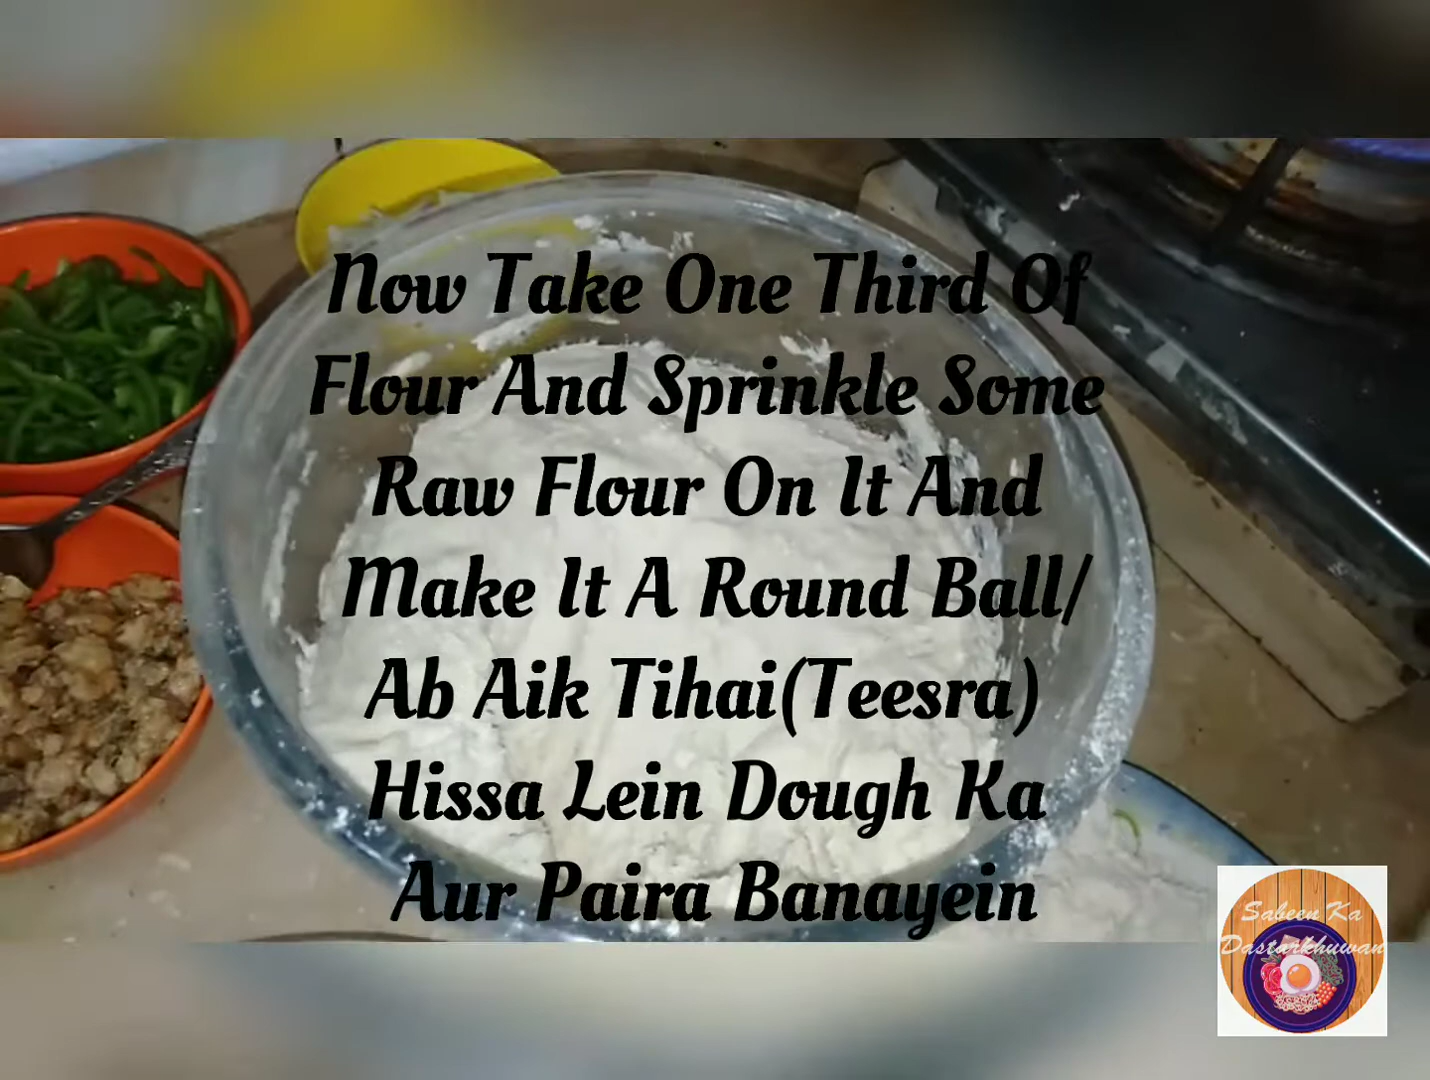 Now Take One Third Of
Flour And Sprinkle Some
Raw Flour On It And
Make It A Round Ball/
Ab Aik Tihai(Teesra)
Hissa Lein Dough Ka
Aur Paira Banayein
Sabeen Ka
Dastarkhuwan